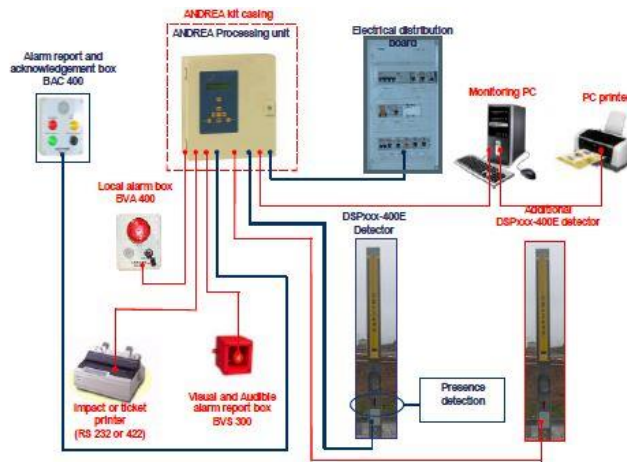 ANDREA kit casing
ANDREA Processing unit
Electrical distribution
board
Alarm report and
acknowledgement box
BAC 400
Monitoring PC
PC printer
Local alarm box
BVA 400
DSPxxx-400E
Detector
Additional
DSPxxx-400E detector
Presence
detection
Impact or ticket
printer
(RS 232 or 422)
Visual and Audible
alarm report box
BVS 300